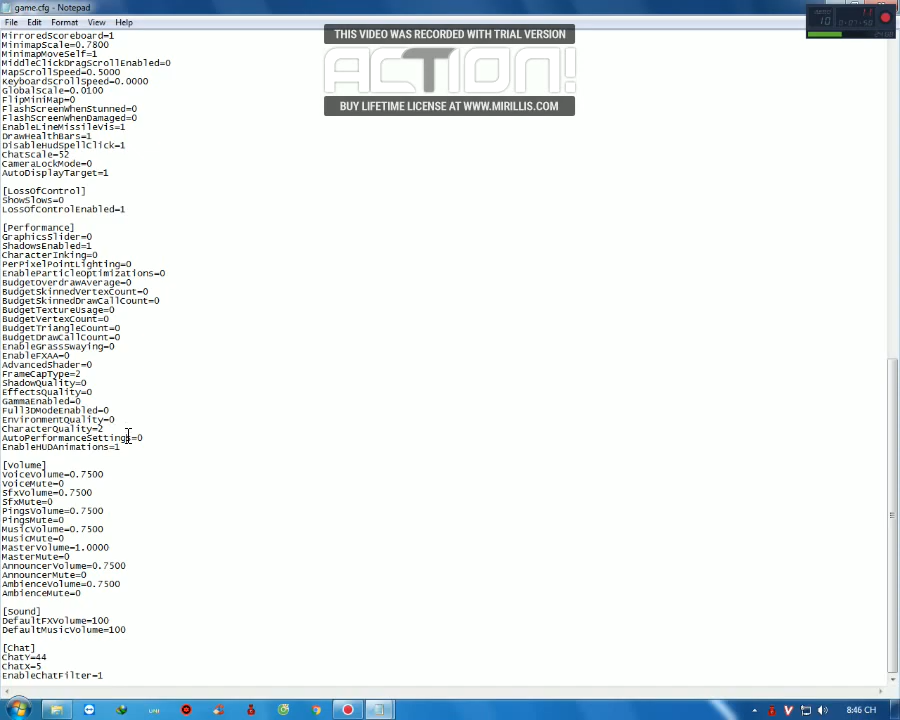 game.cfg - Notepad
File Edit Format View Help
MirroredScoreboard=1
MinimapScale=0.7800
MinimapMoveSelf=1
MiddleClickDragScrollEnabled=0
MapScrollSpeed=0.5000
KeyboardScrollSpeed=0.0000
GlobalScale=0.0100
FlipMiniMap=0
FlashScreenWhenStunned=0
FlashScreenWhenDamaged=0
EnableLineMissileVis=1
DrawHealthBars=1
DisableHudSpellClick=1
ChatScale=52
CameraLockMode=0
AutoDisplayTarget=1
[LossOfControl]
ShowSlows=0
LossOfControlEnabled=1
[Performance]
GraphicsSlider=0
ShadowsEnabled=1
CharacterInking=0
PerPixelPointLighting=0
EnableParticleOptimizations=0
BudgetOverdrawAverage=0
BudgetSkinnedVertexCount=0
BudgetSkinnedDrawCallCount=0
BudgetTextureUsage=0
BudgetVertexCount=0
BudgetTriangleCount=0
BudgetDrawCallCount=0
EnableGrassSwaying=0
EnableFXAA=0
AdvancedShader=0
FrameCapType=2
ShadowQuality=0
EffectsQuality=0
GammaEnabled=0
Full3DModeEnabled=0
EnvironmentQuality=0
CharacterQuality=2
AutoPerformanceSettings=0
EnableHUDAnimations=1
[Volume]
VoiceVolume=0.7500
VoiceMute=0
SfxVolume=0.7500
SfxMute=0
PingsVolume=0.7500
PingsMute=0
MusicVolume=0.7500
MusicMute=0
MasterVolume=1.0000
MasterMute=0
AnnouncerVolume=0.7500
AnnouncerMute=0
AmbienceVolume=0.7500
AmbienceMute=0
[Sound]
DefaultFXVolume=100
DefaultMusicVolume=100
[Chat]
ChatY=44
ChatX=5
EnableChatFilter=1
THIS VIDEO WAS RECORDED WITH TRIAL VERSION
ACTION!
BUY LIFETIME LICENSE AT WWW.MIRILLIS.COM
10
8:46 CH